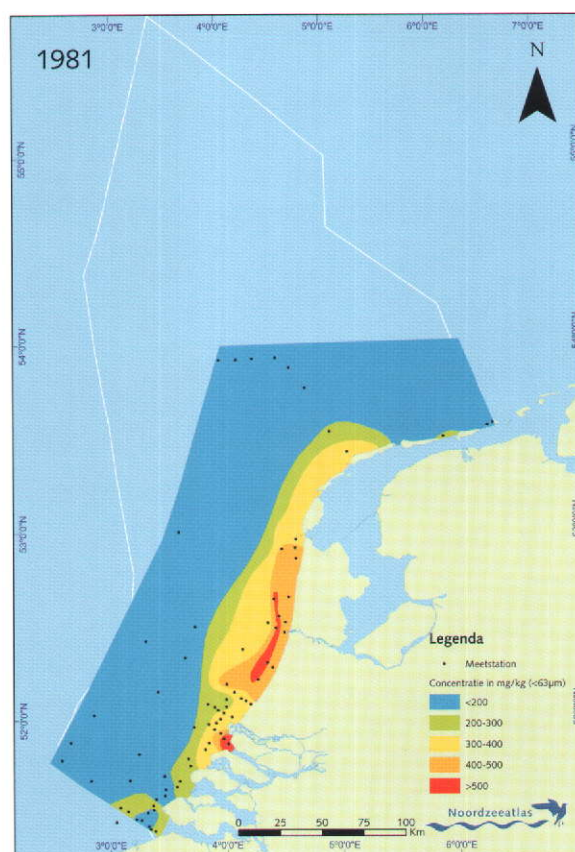 3°0'0"E 4°0'0"E 5°0'0"E 6°0'0"E 7°0'0"E
1981
N
55°0'0"N
54°0'0"N
53°0'0"N
52°0'0"N
Legenda
Meetstation
Concentratie in mg/kg (<63µm)
<200
200-300
300-400
400-500
>500
Noordzeeatlas
0 25 50 75 100
Km
3°0'0"E 4°0'0"E 5°0'0"E 6°0'0"E